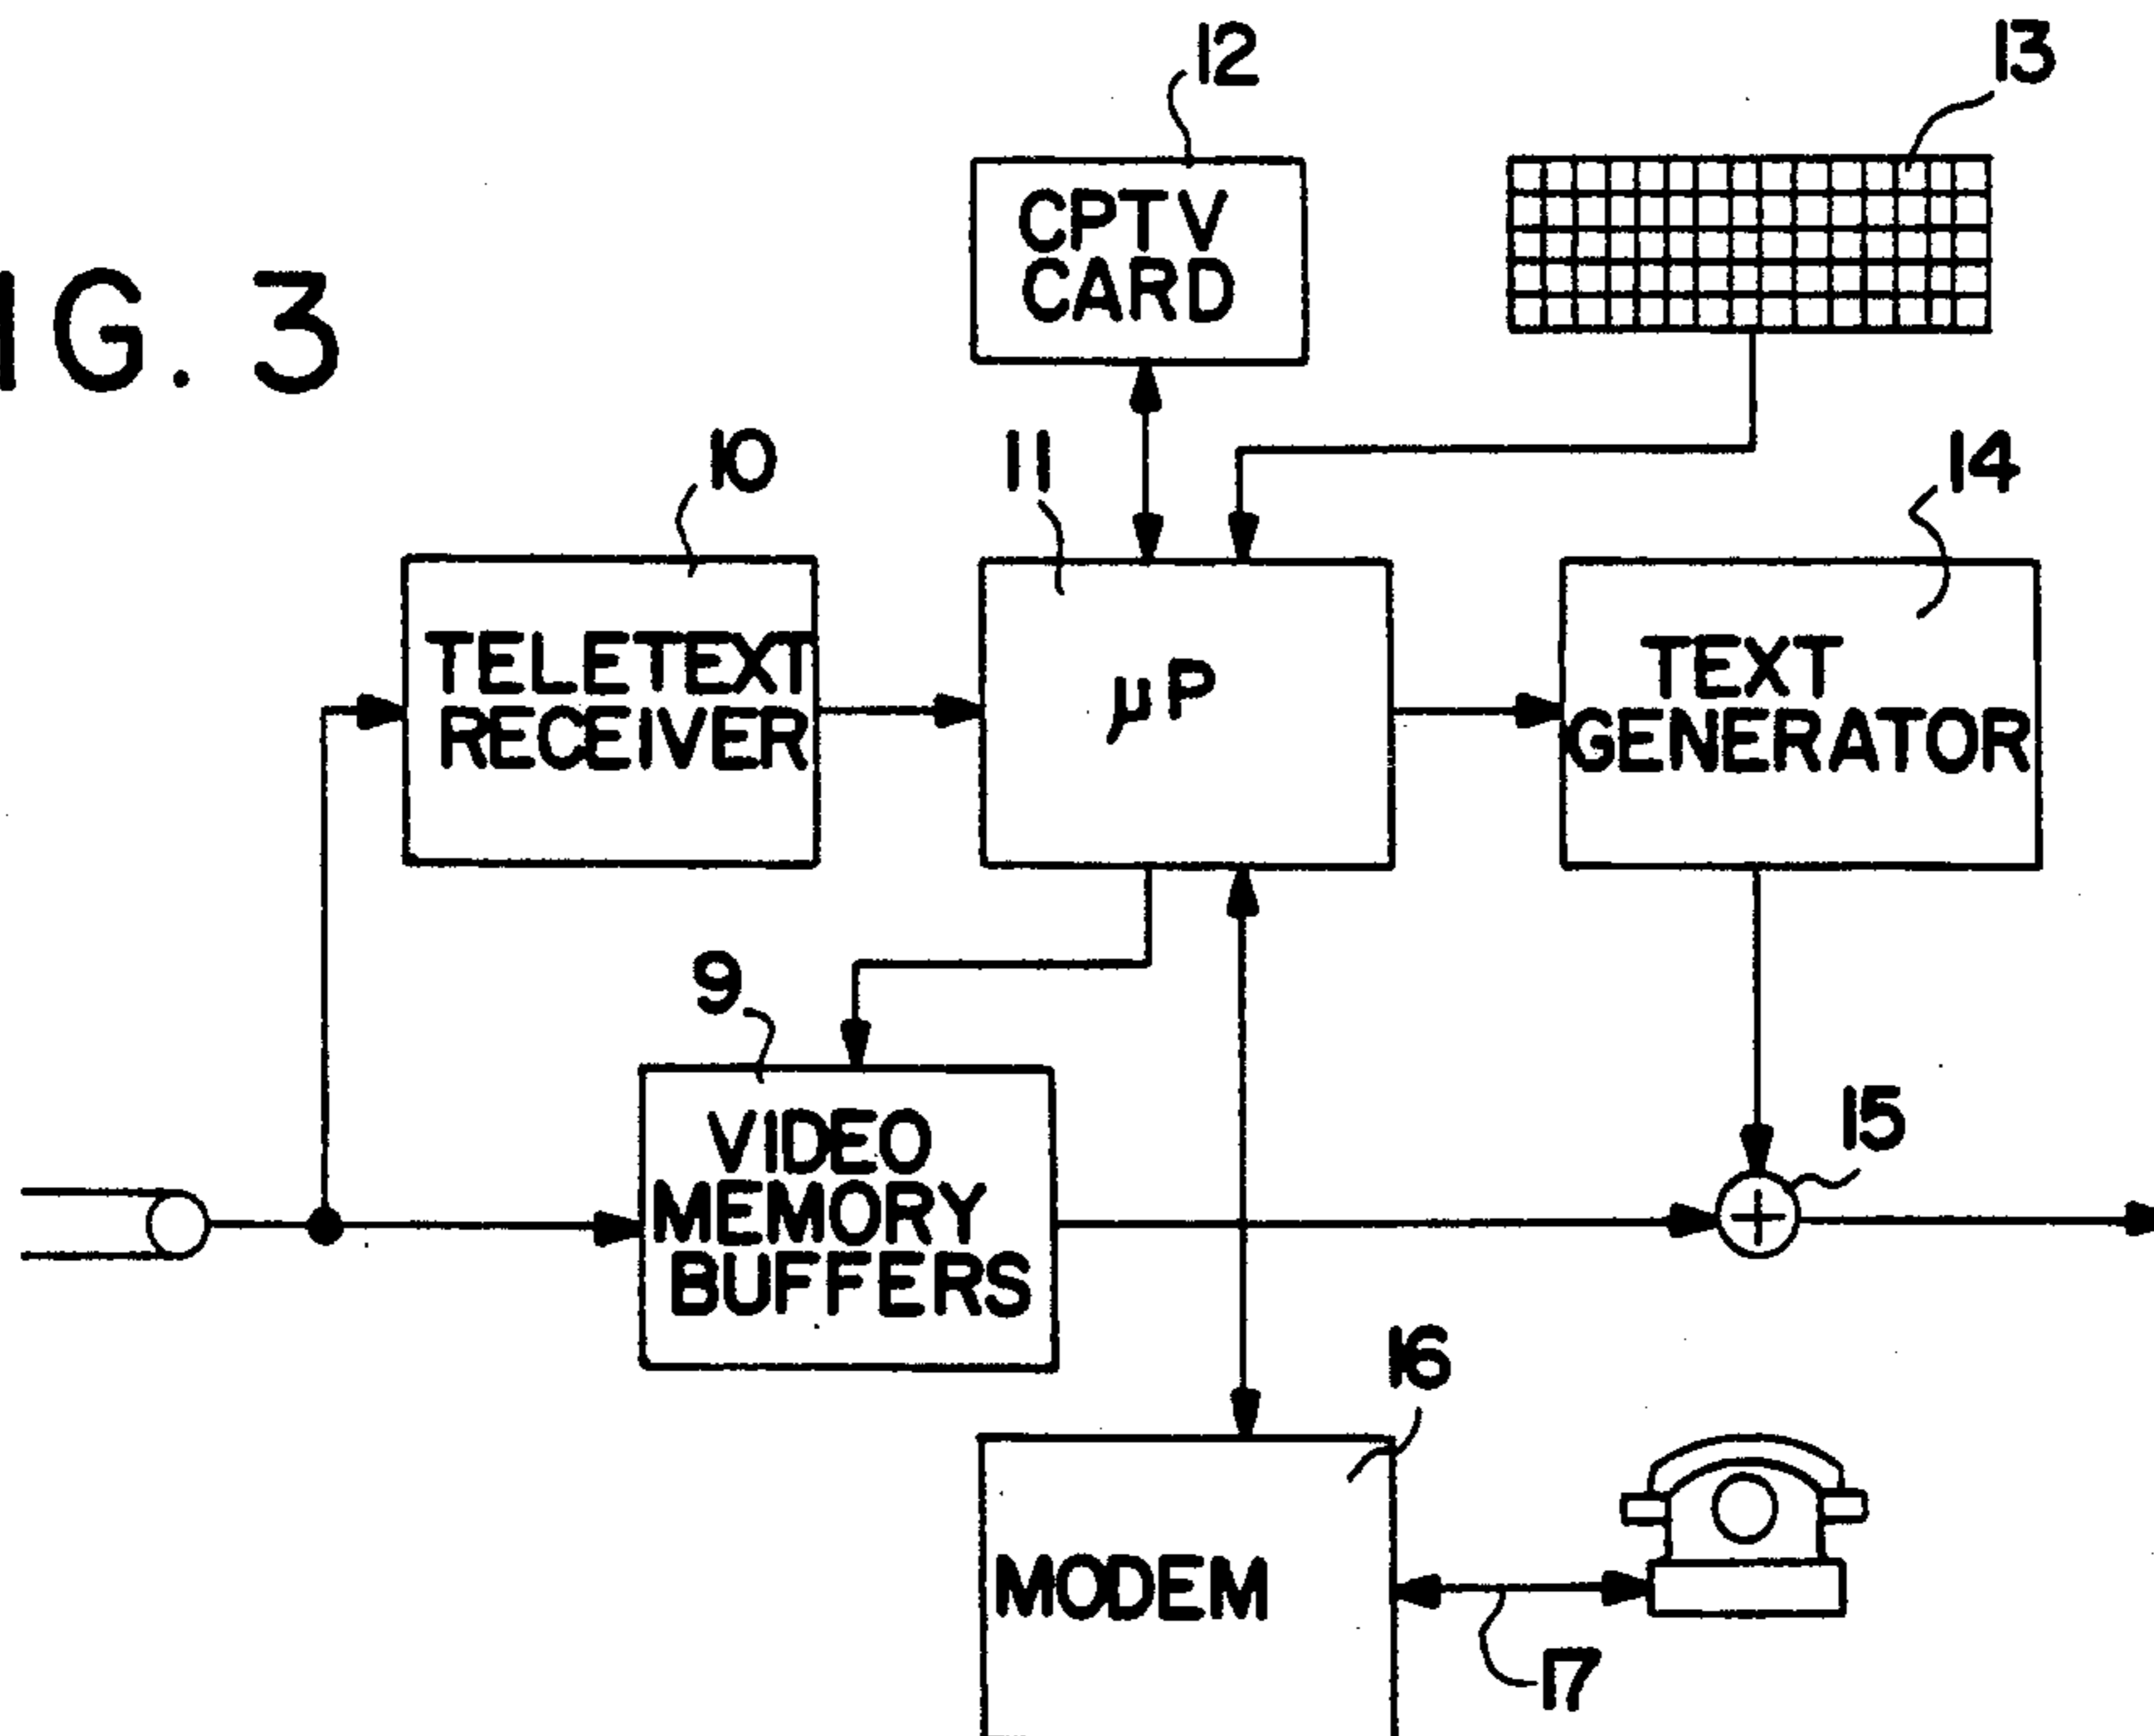 12
13
CPTV
CARD
IG. 3
10
11
14
TELETEXT
RECEIVER
µP
TEXT
GENERATOR
9
15
VIDEO
MEMORY
BUFFERS
16
MODEM
17